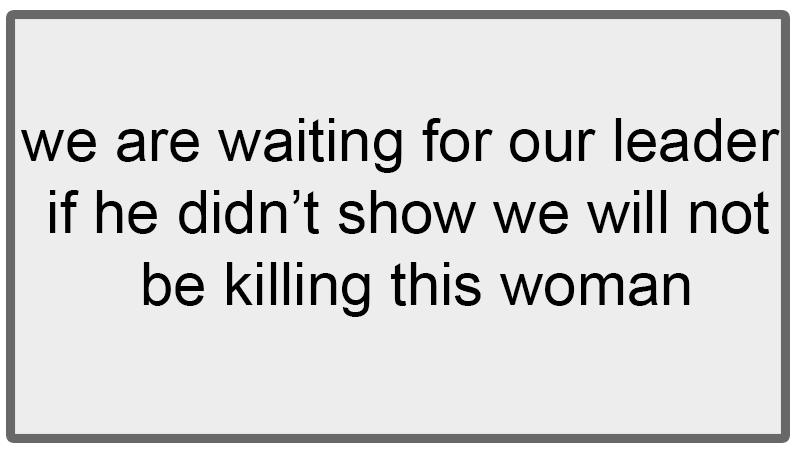 we are waiting for our leader
if he didn’t show we will not
be killing this woman